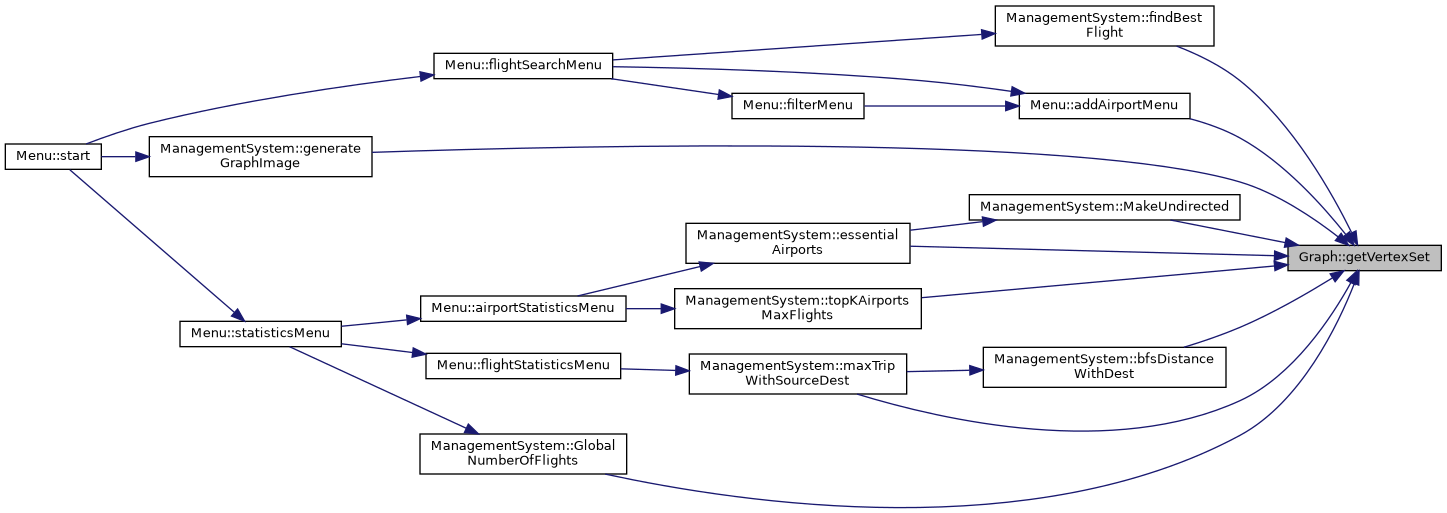 ManagementSystem::findBest
Flight
Menu::flightSearchMenu
Menu::filterMenu
Menu::addAirportMenu
Menu::start
ManagementSystem::generate
GraphImage
ManagementSystem::MakeUndirected
ManagementSystem::essential
Airports
Graph::getVertexSet
Menu::airportStatisticsMenu
ManagementSystem::topKAirports
MaxFlights
Menu::statisticsMenu
Menu::flightStatisticsMenu
ManagementSystem::maxTrip
WithSourceDest
ManagementSystem::bfsDistance
WithDest
ManagementSystem::Global
NumberOfFlights